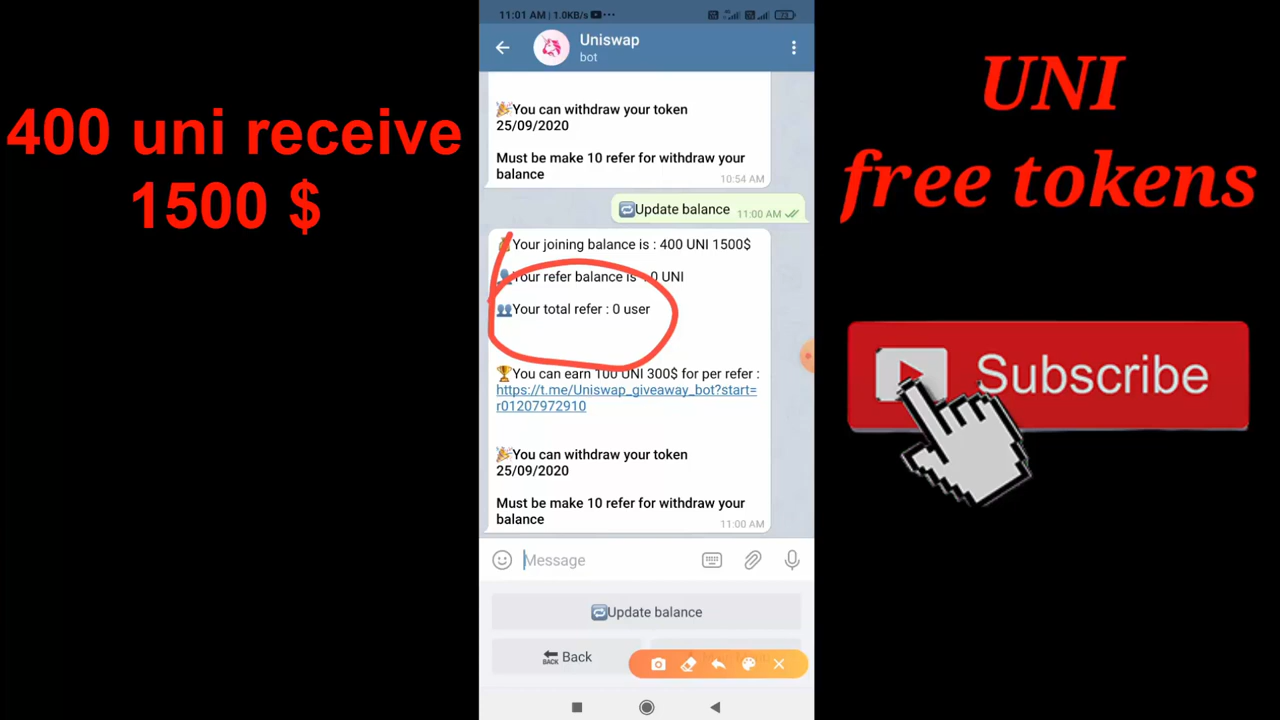 400 uni receive
1500 $
11:01 AM | 1.0KB/s
Uniswap
bot
You can withdraw your token
25/09/2020
Must be make 10 refer for withdraw your
balance
10:54 AM
Update balance
11:00 AM
Your joining balance is : 400 UNI 1500$
Your refer balance is : 0 UNI
Your total refer : 0 user
You can earn 100 UNI 300$ for per refer :
https://t.me/Uniswap_giveaway_bot?start=
r01207972910
You can withdraw your token
25/09/2020
Must be make 10 refer for withdraw your
balance
11:00 AM
Message
Update balance
BACK Back
UNI
free tokens
Subscribe